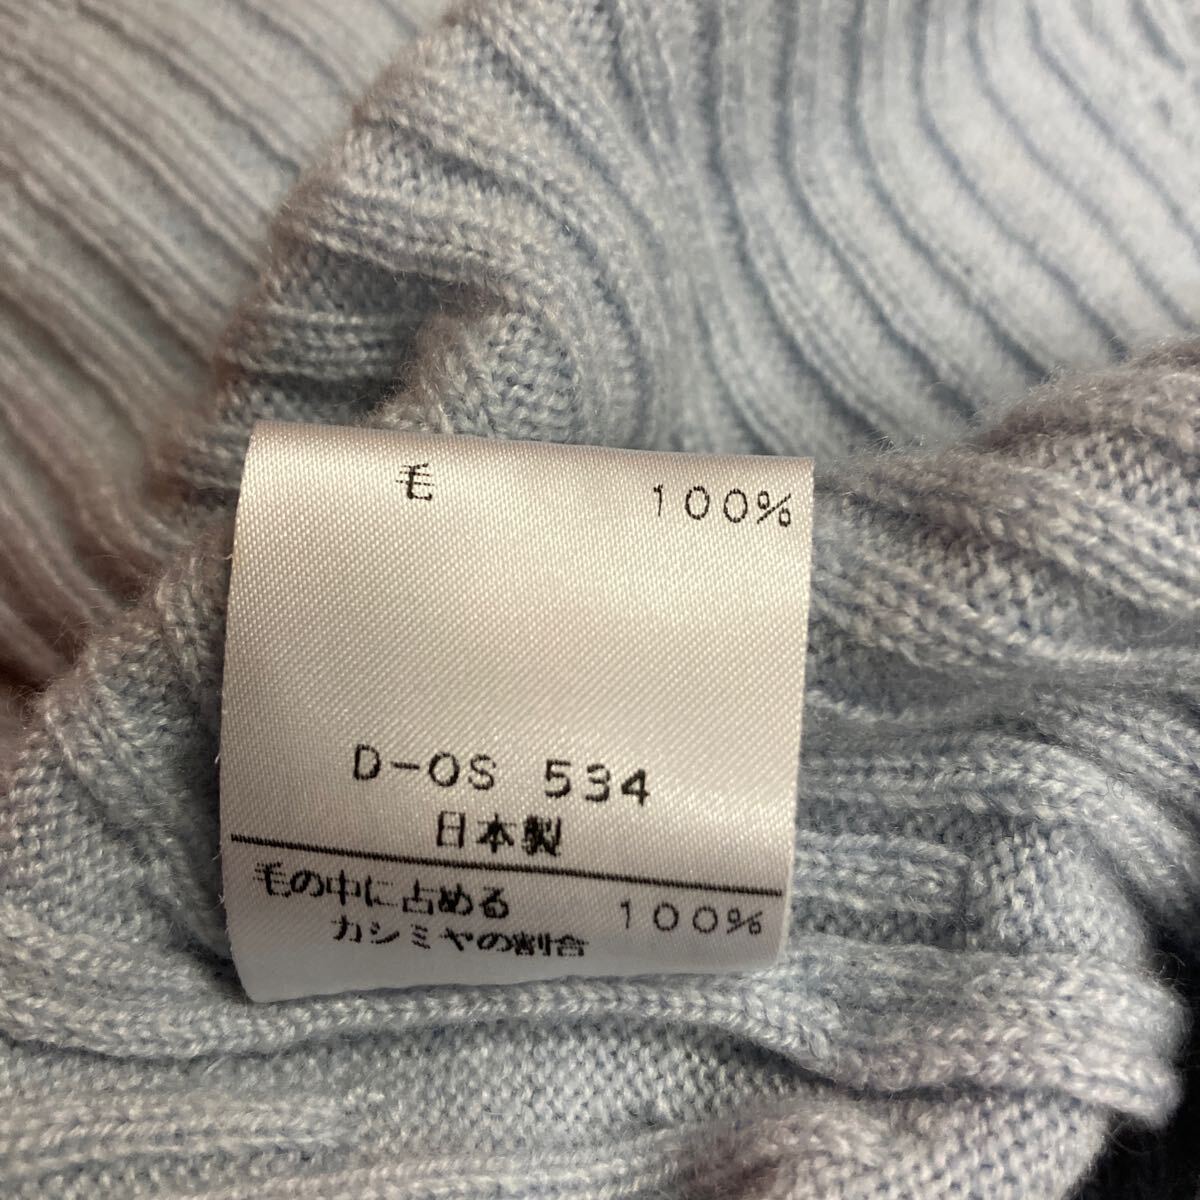 毛 100%
D-OS 534
日本製
毛の中に占める
カシミヤの割合 100%